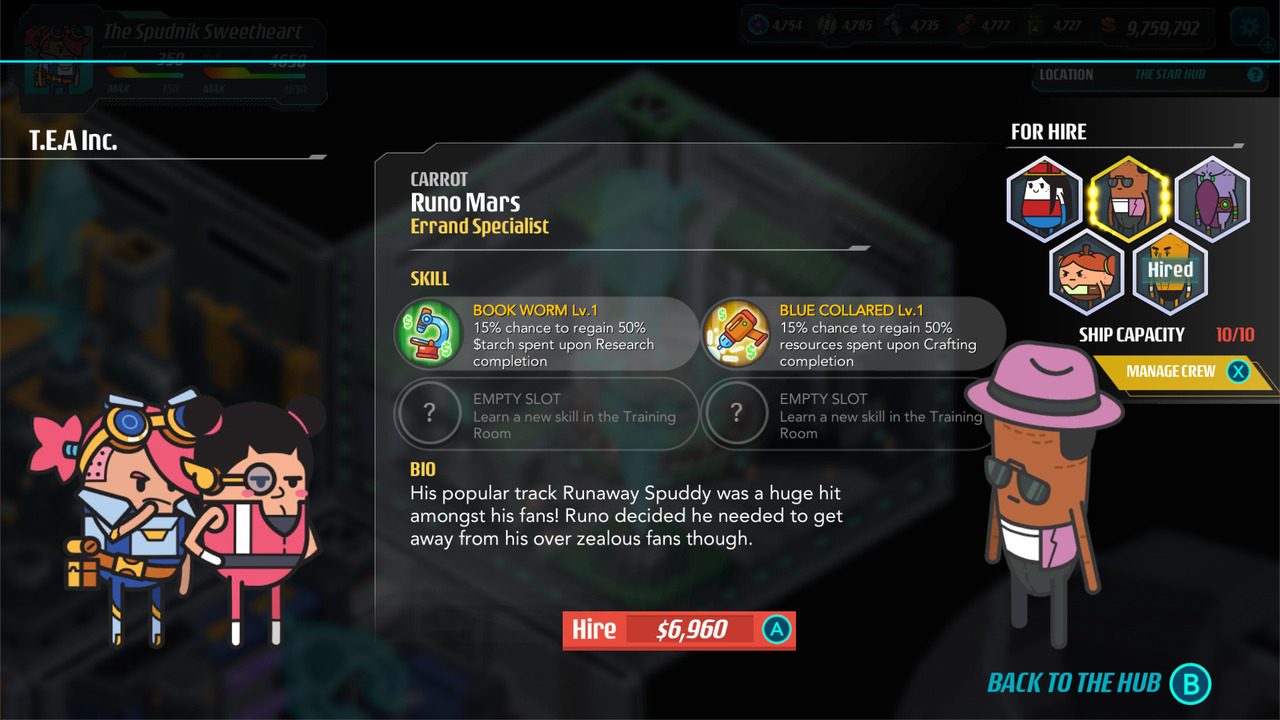 The Spudnik Sweetheart
350
4650
MAX 350
MAX 4650
4,754
4,785
4,735
4,777
4,727
9,759,792
LOCATION THE STAR HUB ?
T.E.A Inc.
CARROT
Runo Mars
Errand Specialist
SKILL
BOOK WORM Lv.1
15% chance to regain 50%
$tarch spent upon Research
completion
BLUE COLLARED Lv.1
15% chance to regain 50%
resources spent upon Crafting
completion
?
EMPTY SLOT
Learn a new skill in the Training
Room
?
EMPTY SLOT
Learn a new skill in the Training
Room
BIO
His popular track Runaway Spuddy was a huge hit
amongst his fans! Runo decided he needed to get
away from his over zealous fans though.
Hire $6,960 A
FOR HIRE
Hired
SHIP CAPACITY 10/10
MANAGE CREW X
BACK TO THE HUB B